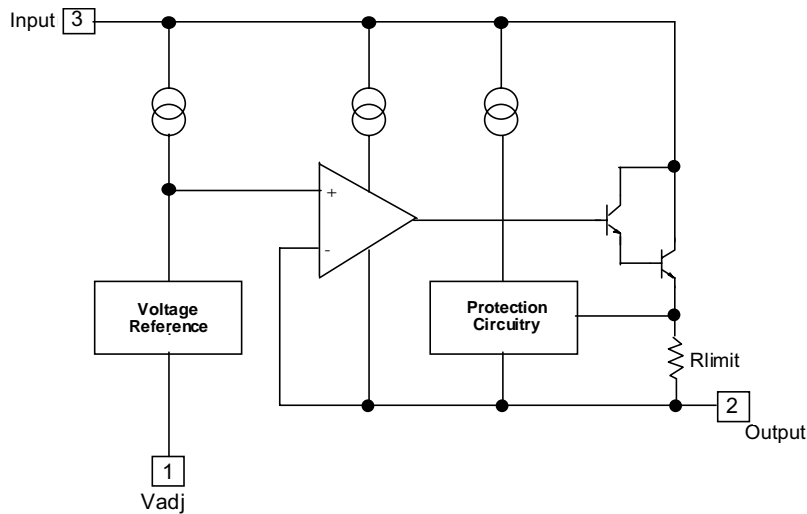 Input 3
+
-
Voltage
Reference
Protection
Circuitry
Rlimit
2
Output
1
Vadj